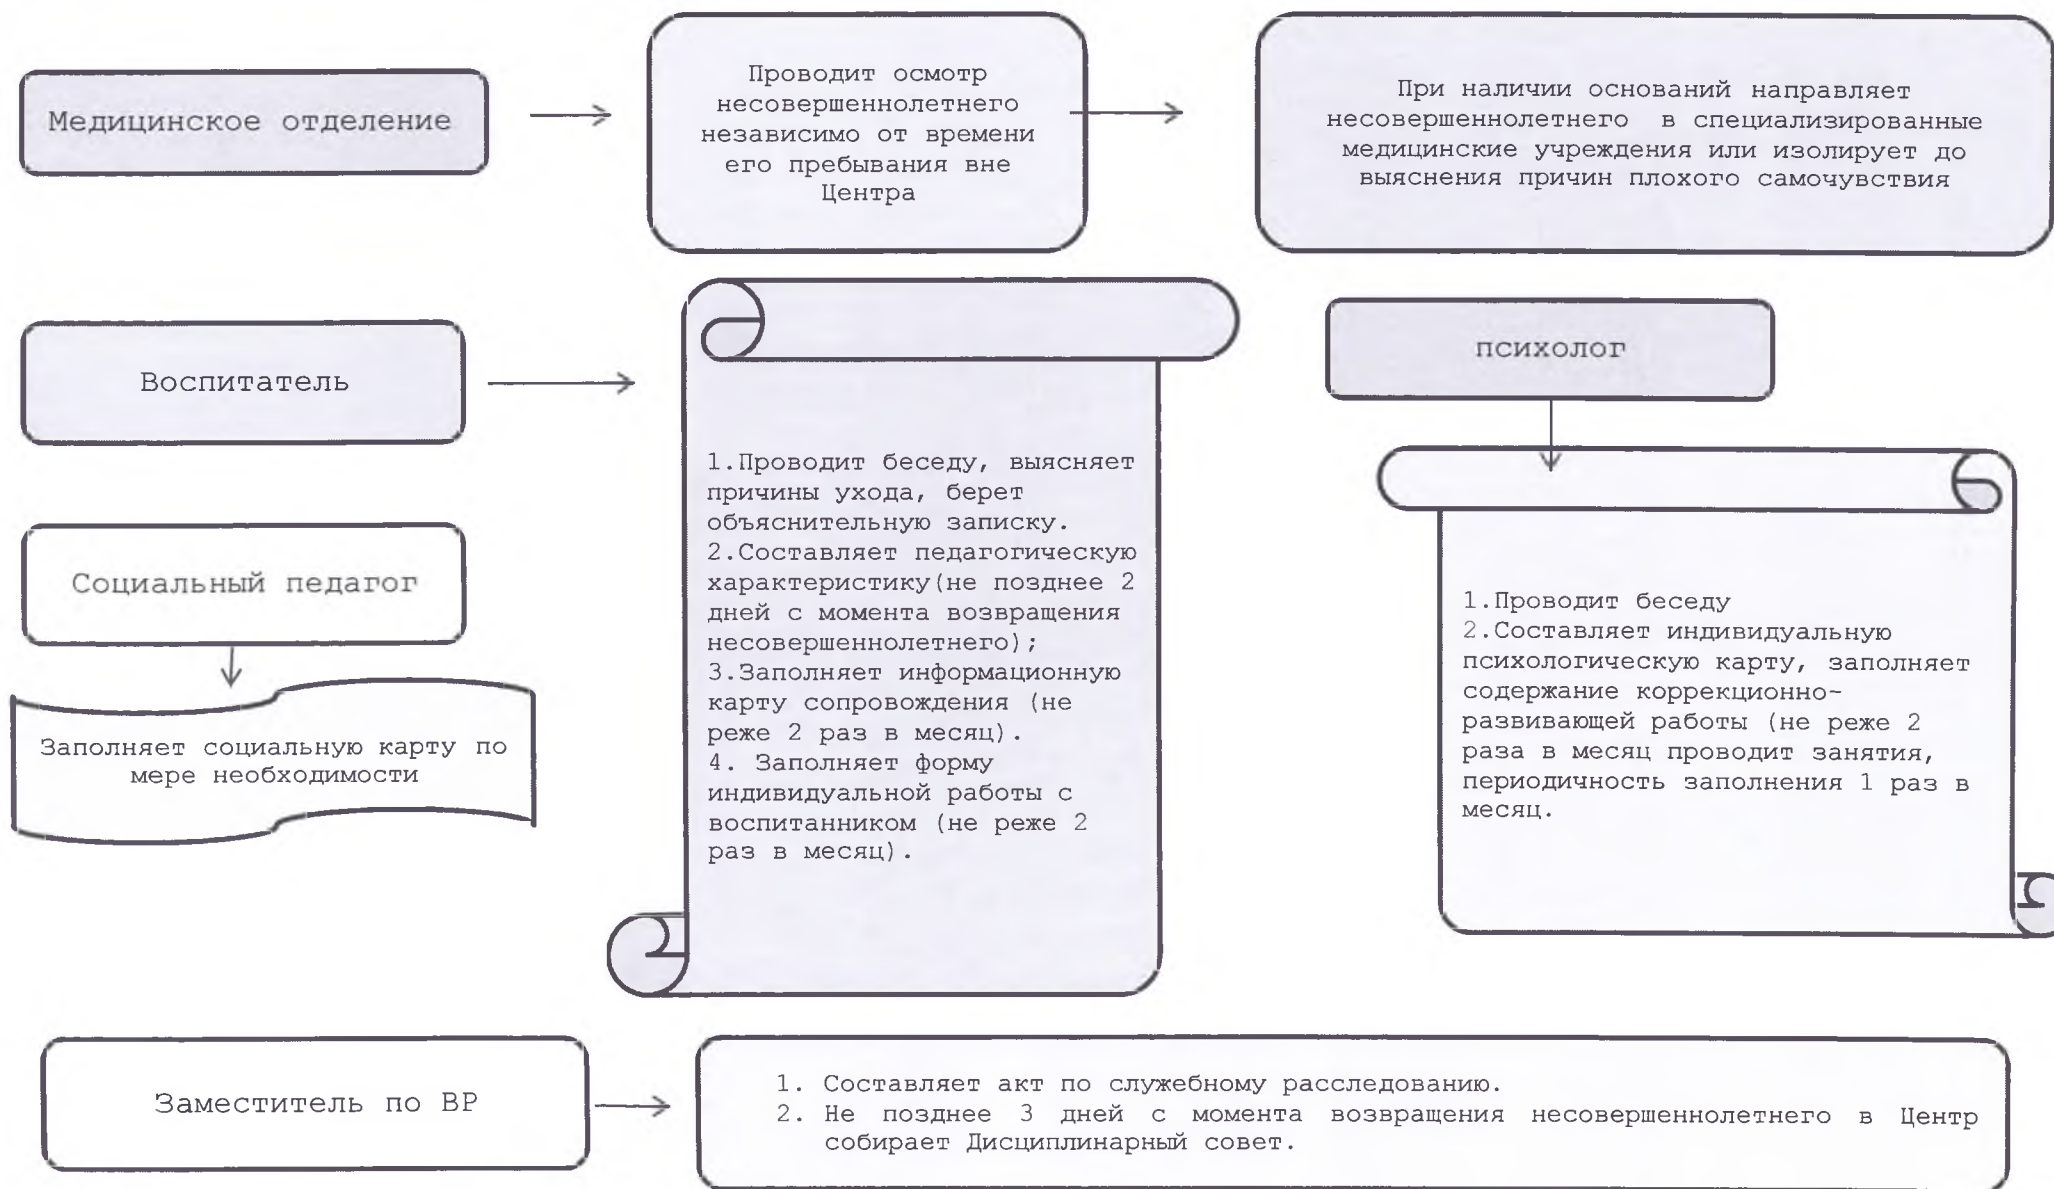 Медицинское отделение
Проводит осмотр
несовершеннолетнего
независимо от времени
его пребывания вне
Центра
При наличии оснований направляет
несовершеннолетнего в специализированные
медицинские учреждения или изолирует до
выяснения причин плохого самочувствия
Воспитатель
1.Проводит беседу, выясняет
причины ухода, берет
объяснительную записку.
2.Составляет педагогическую
характеристику(не позднее 2
дней с момента возвращения
несовершеннолетнего);
3.Заполняет информационную
карту сопровождения (не
реже 2 раз в месяц).
4. Заполняет форму
индивидуальной работы с
воспитанником (не реже 2
раз в месяц).
психолог
1.Проводит беседу
2.Составляет индивидуальную
психологическую карту, заполняет
содержание коррекционно-
развивающей работы (не реже 2
раза в месяц проводит занятия,
периодичность заполнения 1 раз в
месяц.
Социальный педагог
Заполняет социальную карту по
мере необходимости
Заместитель по ВР
1. Составляет акт по служебному расследованию.
2. Не позднее 3 дней с момента возвращения несовершеннолетнего в Центр
собирает Дисциплинарный совет.